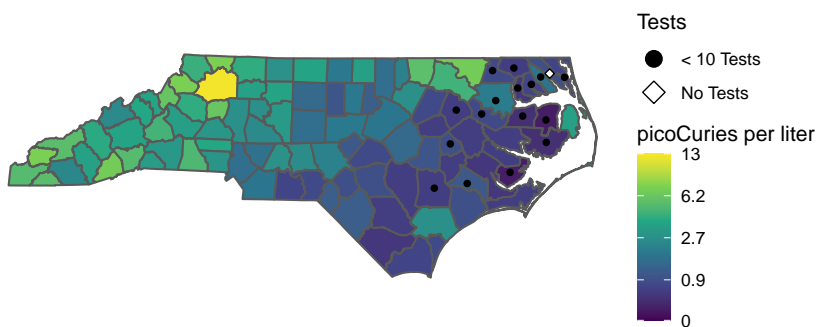 Tests
< 10 Tests
No Tests
picoCuries per liter
13
6.2
2.7
0.9
0